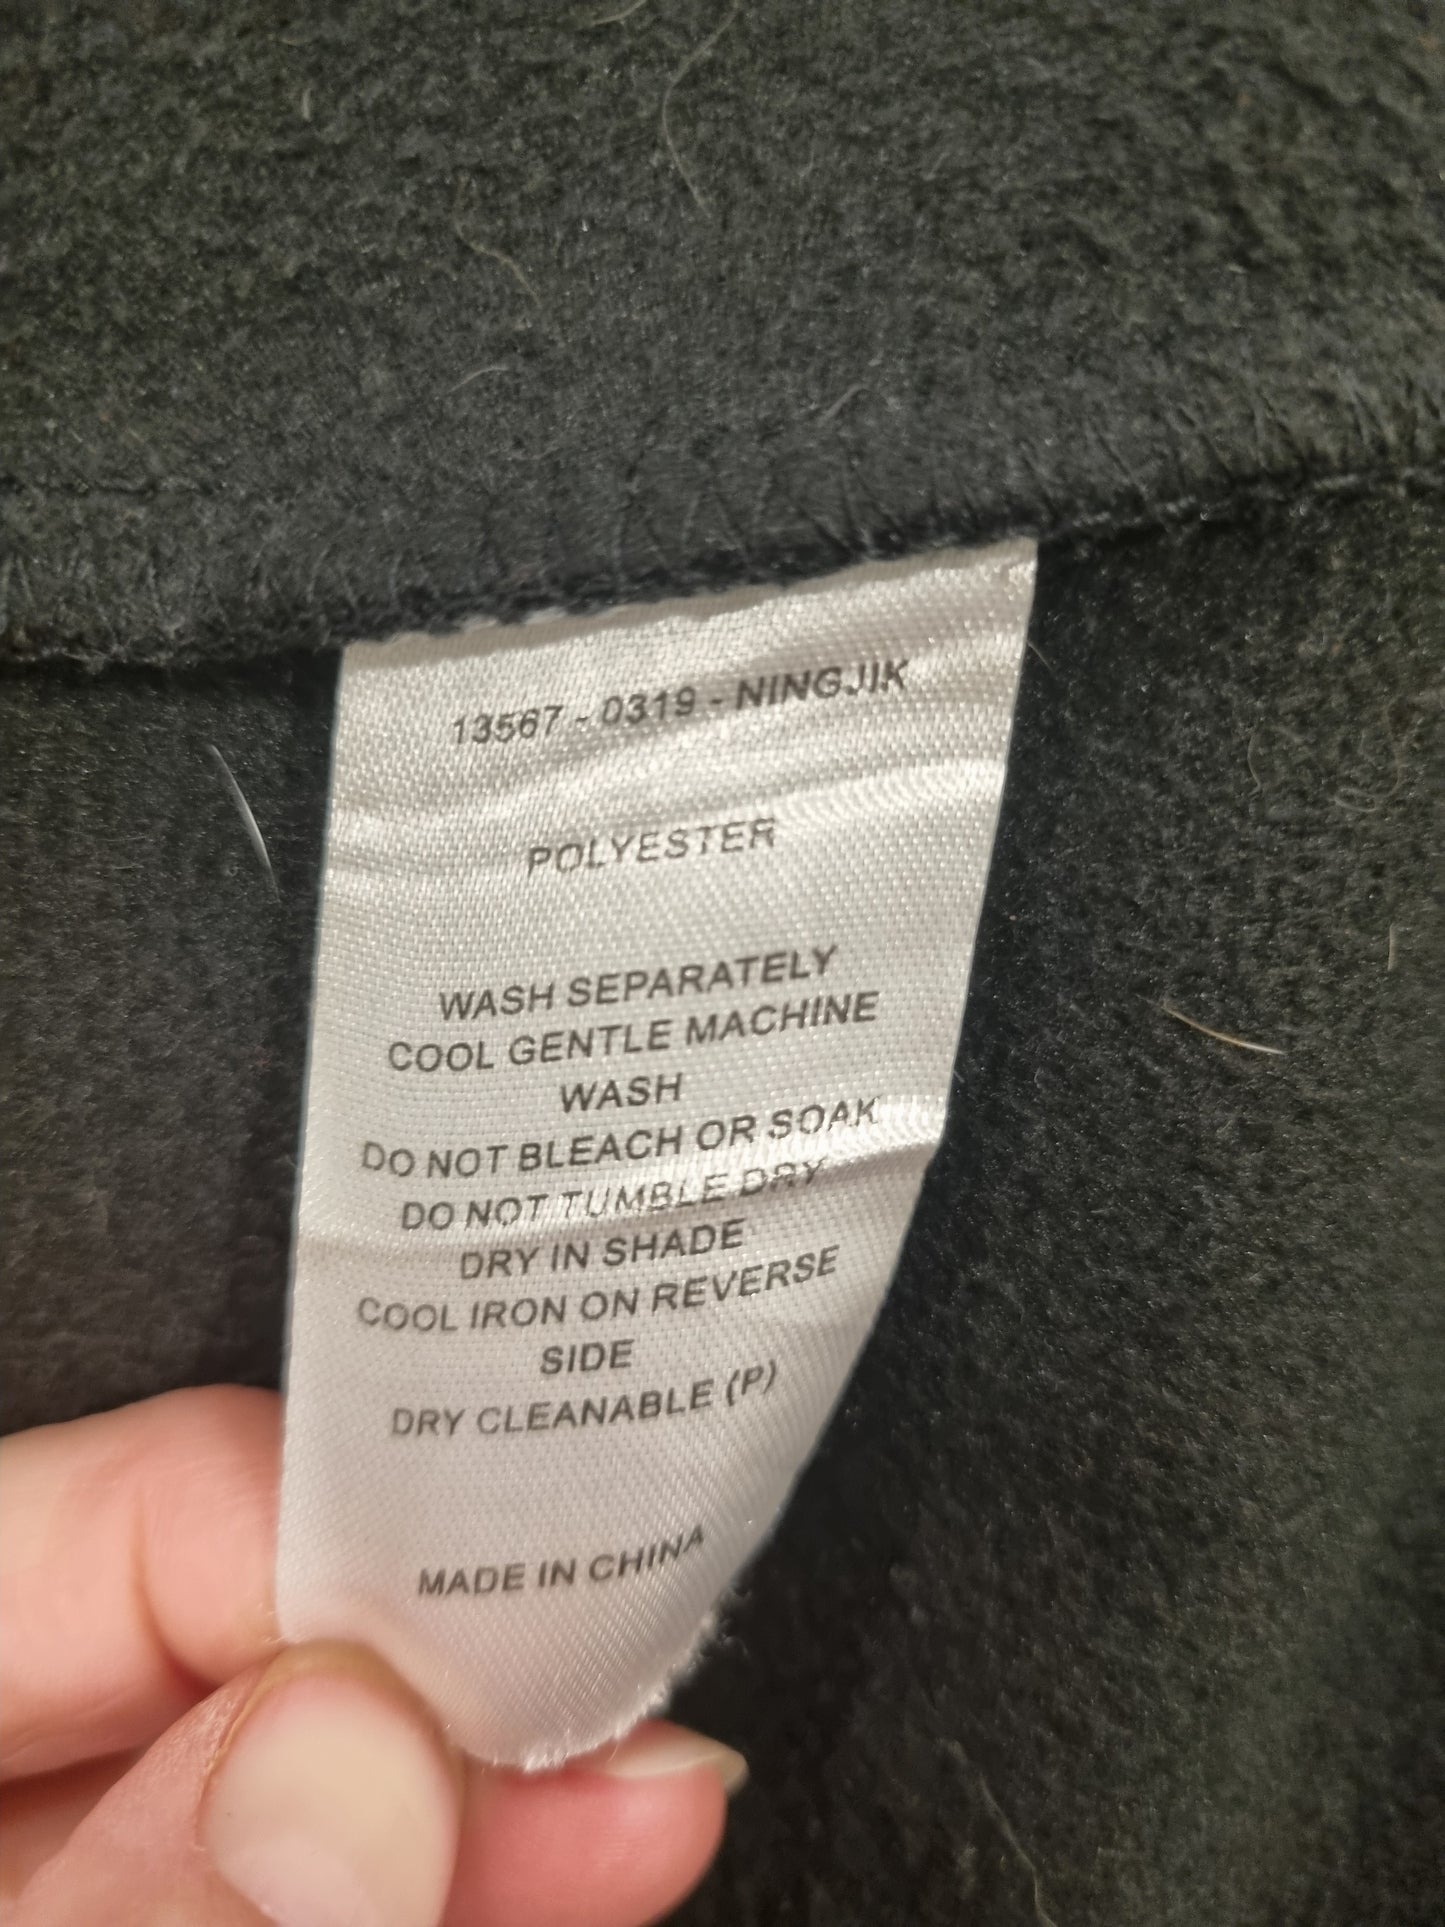 13567 - 0319 - NINGJIK
POLYESTER
WASH SEPARATELY
COOL GENTLE MACHINE
WASH
DO NOT BLEACH OR SOAK
DO NOT TUMBLE DRY
DRY IN SHADE
COOL IRON ON REVERSE
SIDE
DRY CLEANABLE (P)
MADE IN CHINA